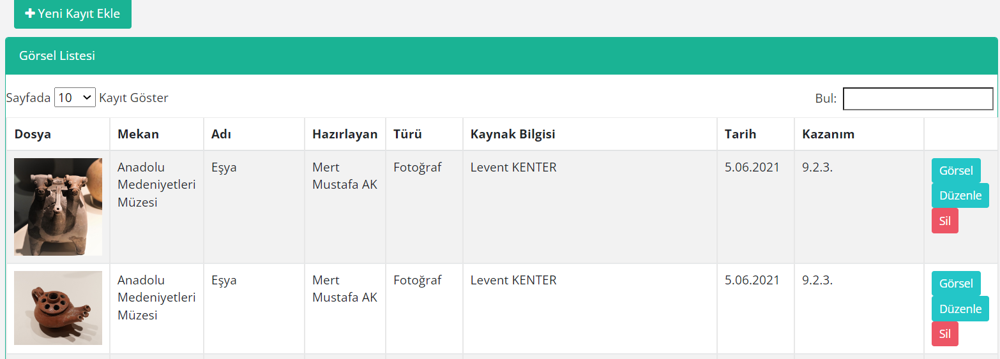 Yeni Kayıt Ekle
Görsel Listesi
Sayfada 10 Kayıt Göster
Bul:
Dosya Mekan Adı Hazırlayan Türü Kaynak Bilgisi Tarih Kazanım
Anadolu Eşya Mert Fotoğraf Levent KENTER 5.06.2021 9.2.3. Görsel
Medeniyetleri Mustafa AK Düzenle
Müzesi
Sil
Anadolu Eşya Mert Fotoğraf Levent KENTER 5.06.2021 9.2.3. Görsel
Medeniyetleri Mustafa AK Düzenle
Müzesi
Sil